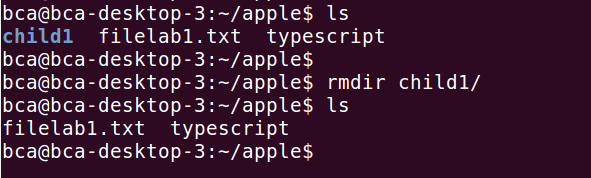 bca@bca-desktop-3:~/apple$ ls
child1  filelab1.txt  typescript
bca@bca-desktop-3:~/apple$
bca@bca-desktop-3:~/apple$ rmdir child1/
bca@bca-desktop-3:~/apple$ ls
filelab1.txt  typescript
bca@bca-desktop-3:~/apple$